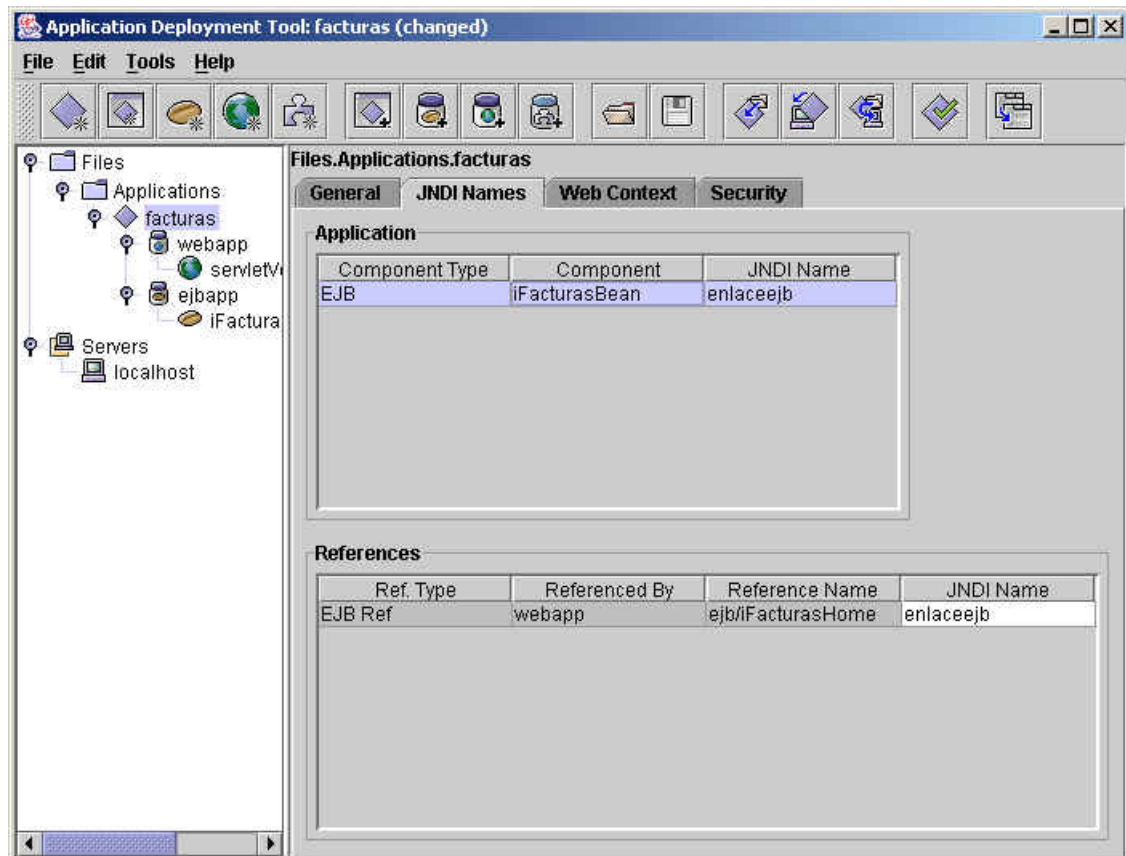 Application Deployment Tool: facturas (changed)
File Edit Tools Help
Files
Applications
facturas
webapp
servletV
ejbapp
iFactura
Servers
localhost
Files.Applications.facturas
General JNDI Names Web Context Security
Application
Component Type Component JNDI Name
EJB iFacturasBean enlaceejb
References
Ref. Type Referenced By Reference Name JNDI Name
EJB Ref webapp ejb/iFacturasHome enlaceejb